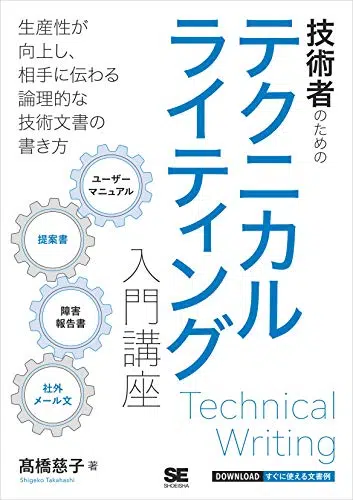 技術者のための
テクニカル
ライティング
入門講座
Technical
Writing
生産性が
向上し、
相手に伝わる
論理的な
技術文書の
書き方
ユーザー
マニュアル
提案書
障害
報告書
社外
メール文
髙橋慈子 著
Shigeko Takahashi
SE
SHOEISHA
DOWNLOAD すぐに使える文書例